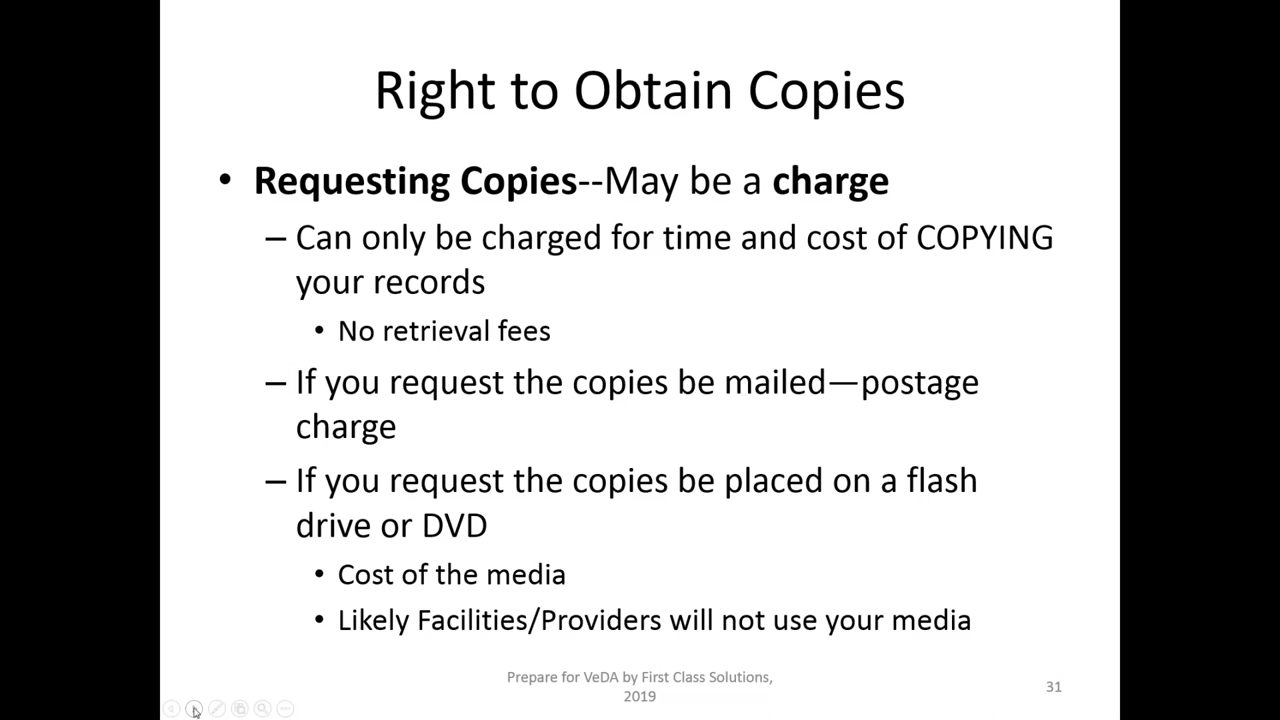 Right to Obtain Copies
• Requesting Copies--May be a charge
– Can only be charged for time and cost of COPYING
your records
• No retrieval fees
– If you request the copies be mailed—postage
charge
– If you request the copies be placed on a flash
drive or DVD
• Cost of the media
• Likely Facilities/Providers will not use your media
Prepare for VeDA by First Class Solutions,
2019
31